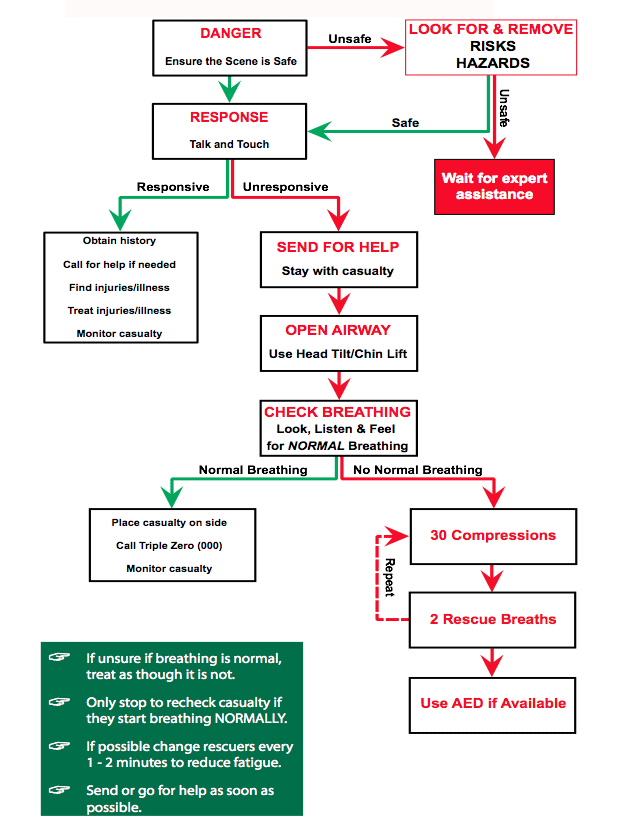 DANGER
Ensure the Scene is Safe
Unsafe
LOOK FOR & REMOVE
RISKS
HAZARDS
RESPONSE
Talk and Touch
Safe
Unsafe
Wait for expert
assistance
Responsive
Unresponsive
Obtain history
Call for help if needed
Find injuries/illness
Treat injuries/illness
Monitor casualty
SEND FOR HELP
Stay with casualty
OPEN AIRWAY
Use Head Tilt/Chin Lift
CHECK BREATHING
Look, Listen & Feel
for NORMAL Breathing
Normal Breathing
No Normal Breathing
Place casualty on side
Call Triple Zero (000)
Monitor casualty
30 Compressions
Repeat
2 Rescue Breaths
Use AED if Available
If unsure if breathing is normal,
treat as though it is not.
Only stop to recheck casualty if
they start breathing NORMALLY.
If possible change rescuers every
1 - 2 minutes to reduce fatigue.
Send or go for help as soon as
possible.